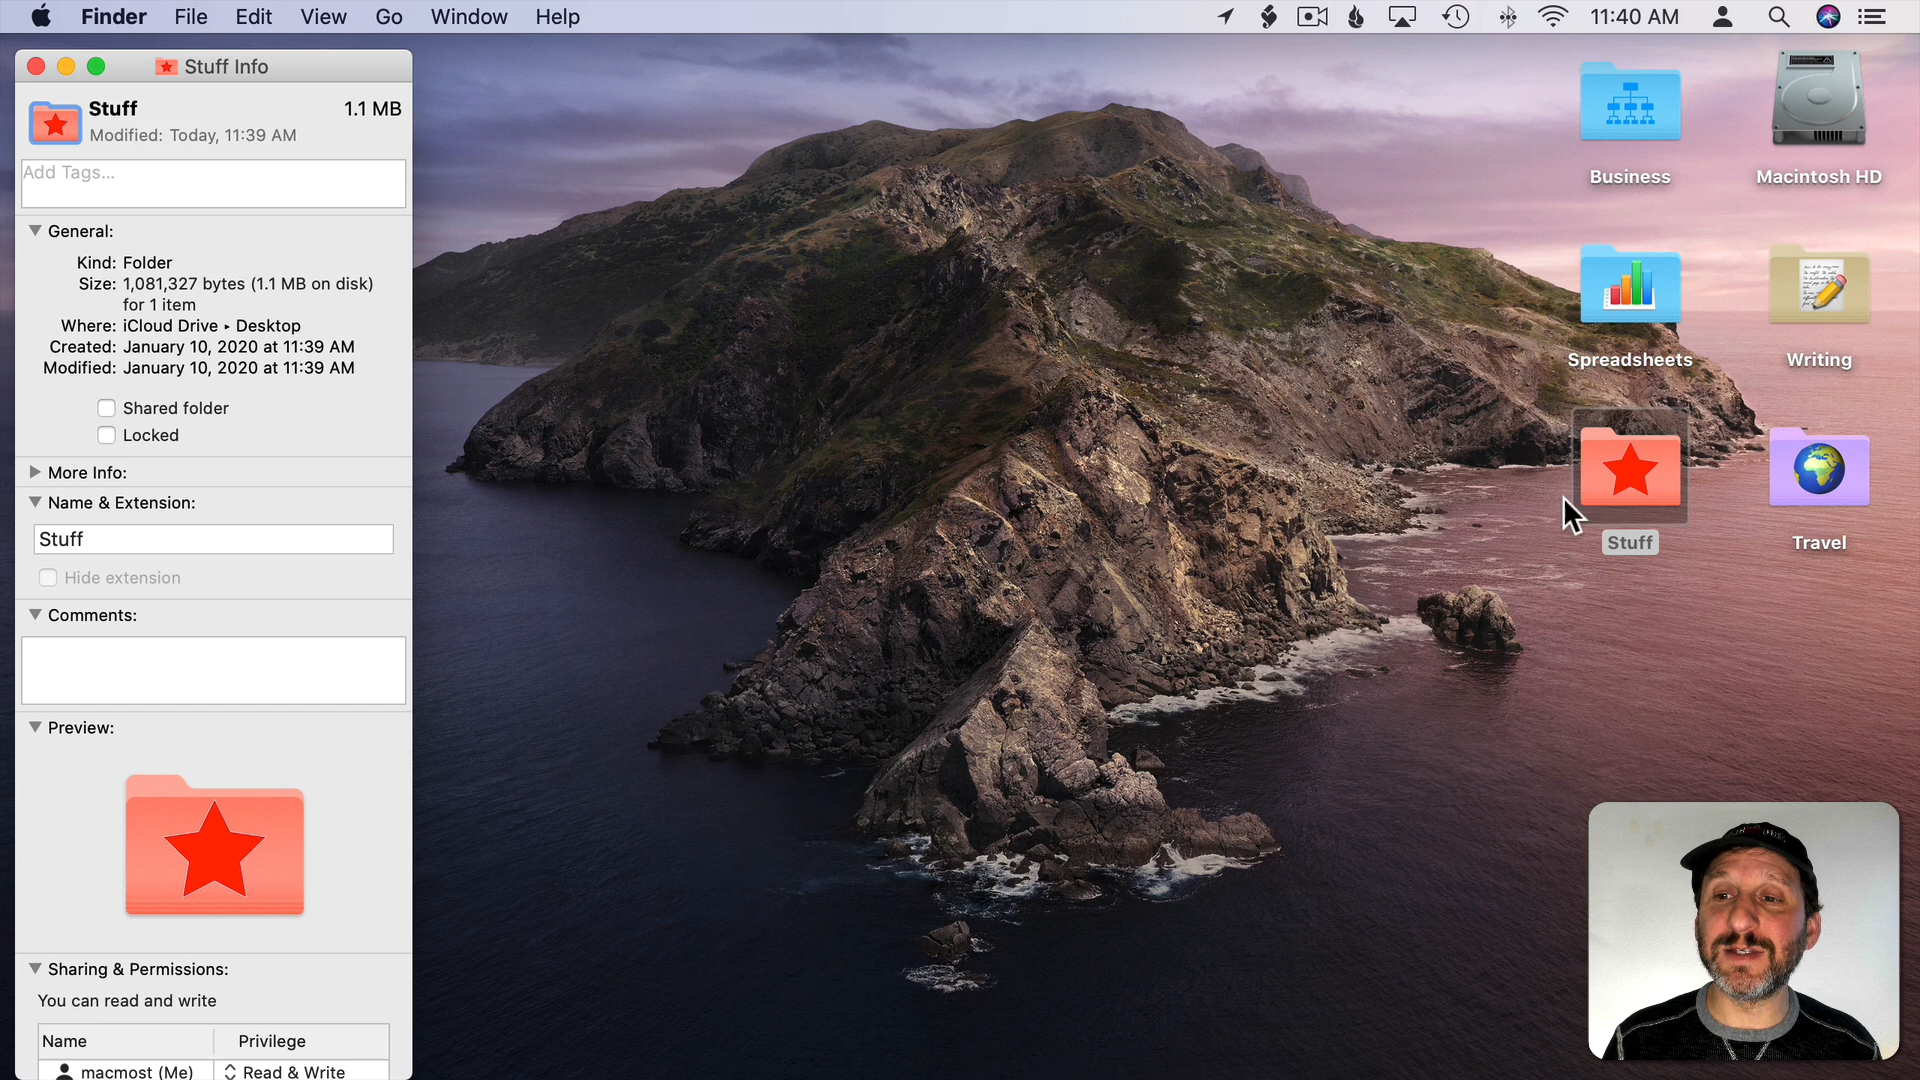 Finder File Edit View Go Window Help 11:40 AM
Stuff Info
Stuff 1.1 MB
Modified: Today, 11:39 AM
Add Tags...
General:
Kind: Folder
Size: 1,081,327 bytes (1.1 MB on disk)
for 1 item
Where: iCloud Drive ▸ Desktop
Created: January 10, 2020 at 11:39 AM
Modified: January 10, 2020 at 11:39 AM
Shared folder
Locked
More Info:
Name & Extension:
Stuff
Hide extension
Comments:
Preview:
Sharing & Permissions:
You can read and write
Name Privilege
macmost (Me) Read & Write
Business Macintosh HD
Spreadsheets Writing
Stuff Travel